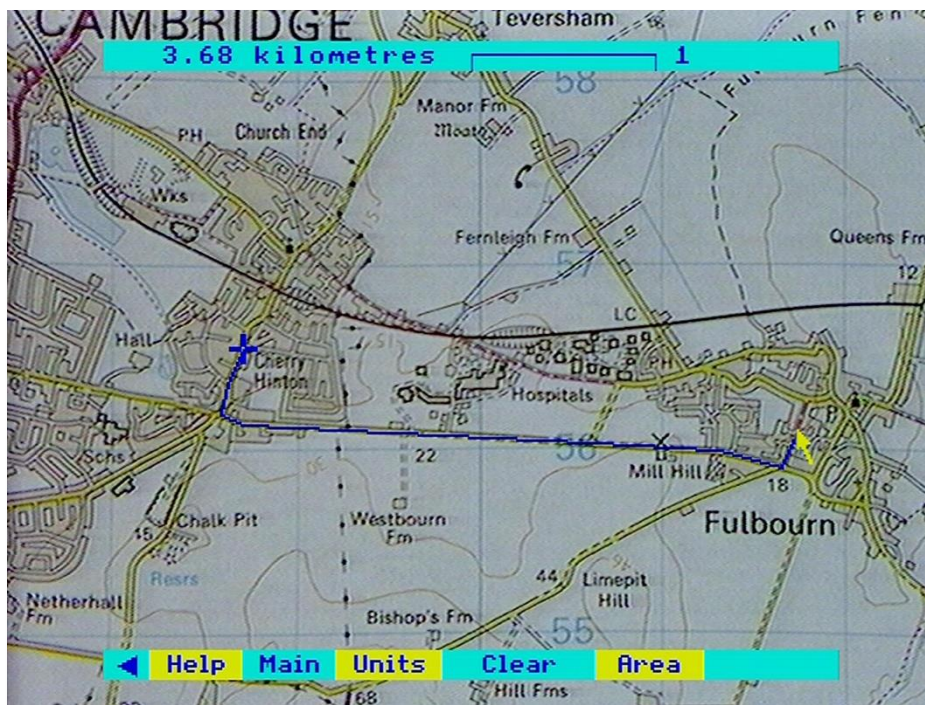 CAMBRIDGE
Teversham
3.68 kilometres 1
58
Manor Fm
Moat
PH
Church End
Wks
Fernleigh Fm
Queens Fm
57
12
LC
Hall
Cherry
Hinton
PH
Hospitals
P
56
22
Mill Hill
18
Schs
Chalk Pit
Westbourn
Fm
Fulbourn
15
Resrs
44
Limepit
Hill
Netherhall
Fm
Bishop's Fm
55
Help Main Units Clear Area
Hill Fms
68